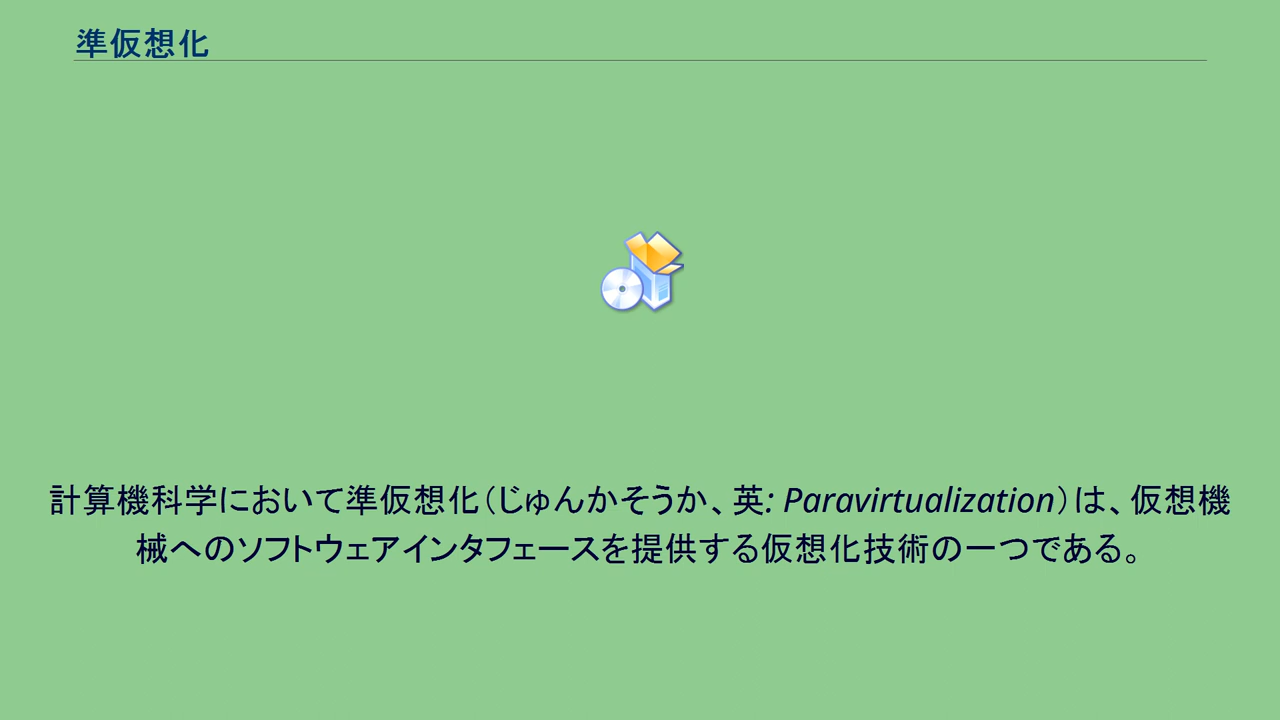 準仮想化
計算機科学において準仮想化（じゅんかそうか、英: Paravirtualization）は、仮想機
械へのソフトウェアインタフェースを提供する仮想化技術の一つである。